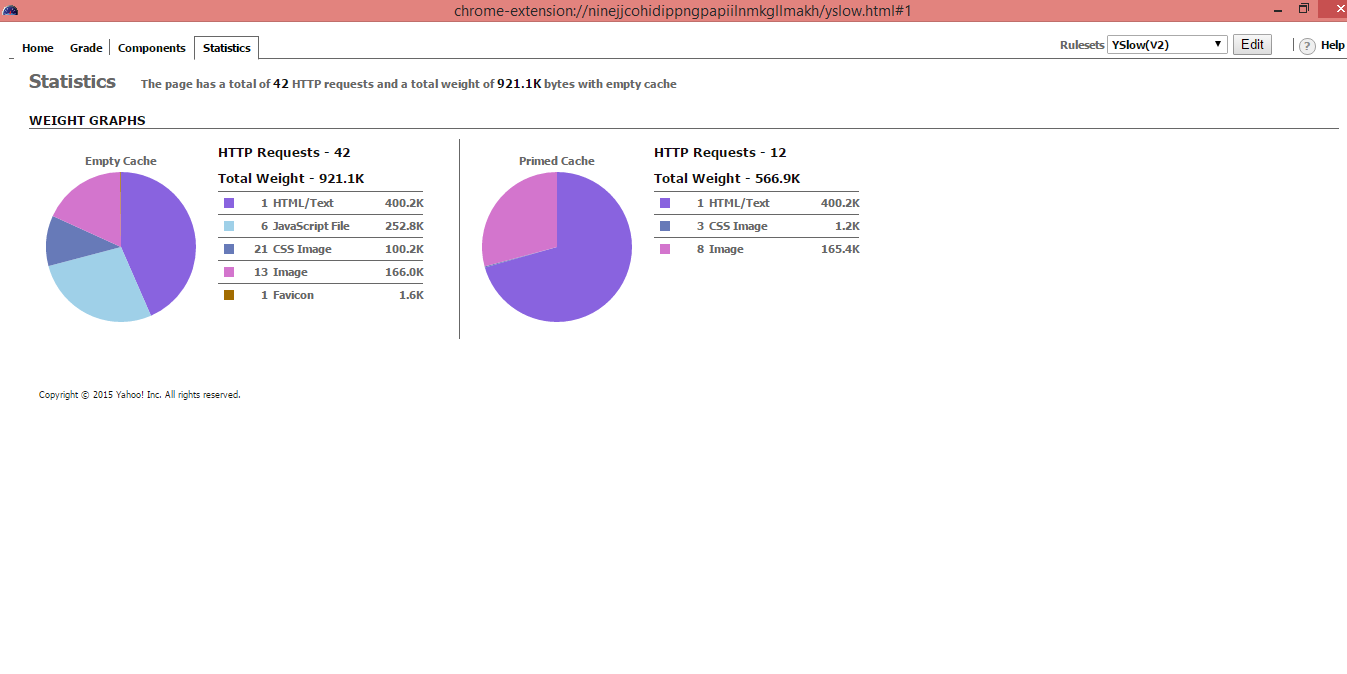 chrome-extension://ninejjcohidippngpapiilnmkgllmakh/yslow.html#1
Home Grade Components Statistics Rulesets YSlow(V2) Edit ? Help
Statistics The page has a total of 42 HTTP requests and a total weight of 921.1K bytes with empty cache
WEIGHT GRAPHS
Empty Cache
HTTP Requests - 42
Total Weight - 921.1K
1 HTML/Text 400.2K
6 JavaScript File 252.8K
21 CSS Image 100.2K
13 Image 166.0K
1 Favicon 1.6K
Primed Cache
HTTP Requests - 12
Total Weight - 566.9K
1 HTML/Text 400.2K
3 CSS Image 1.2K
8 Image 165.4K
Copyright © 2015 Yahoo! Inc. All rights reserved.